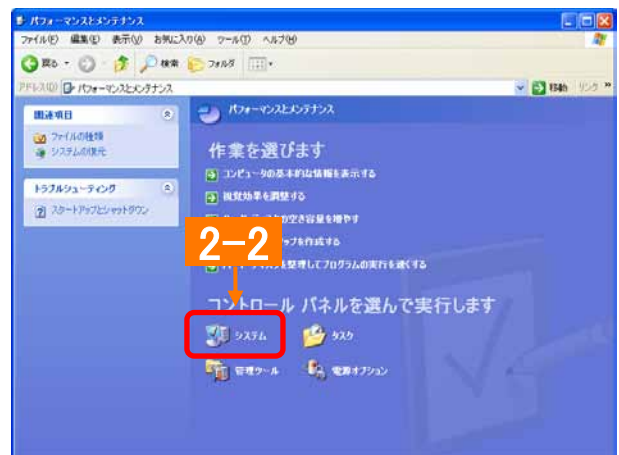 パフォーマンスとメンテナンス
ファイル(F) 編集(E) 表示(V) お気に入り(A) ツール(T) ヘルプ(H)
戻る 検索 フォルダ
アドレス(D) パフォーマンスとメンテナンス 移動 リンク »
関連項目
ファイルの種類
システムの復元
トラブルシューティング
スタートアップとシャットダウン
パフォーマンスとメンテナンス
作業を選びます
コンピュータの基本的な情報を表示する
視覚効果を調整する
の空き容量を増やす
2-2
ップを作成する
整理してプログラムの実行を速くする
コントロール パネルを選んで実行します
システム タスク
管理ツール 電源オプション